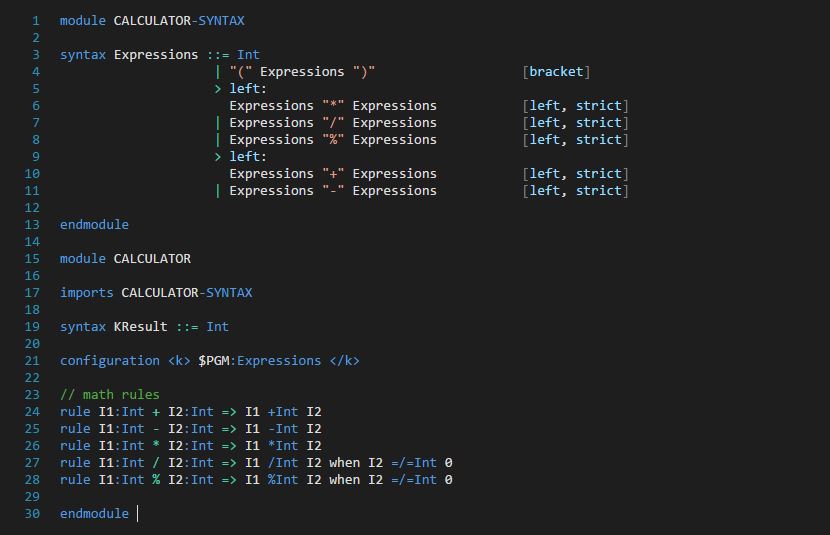 1 module CALCULATOR-SYNTAX
2
3 syntax Expressions ::= Int
4 | "(" Expressions ")" [bracket]
5 > left:
6 Expressions "*" Expressions [left, strict]
7 | Expressions "/" Expressions [left, strict]
8 | Expressions "%" Expressions [left, strict]
9 > left:
10 Expressions "+" Expressions [left, strict]
11 | Expressions "-" Expressions [left, strict]
12
13 endmodule
14
15 module CALCULATOR
16
17 imports CALCULATOR-SYNTAX
18
19 syntax KResult ::= Int
20
21 configuration <k> $PGM:Expressions </k>
22
23 // math rules
24 rule I1:Int + I2:Int => I1 +Int I2
25 rule I1:Int - I2:Int => I1 -Int I2
26 rule I1:Int * I2:Int => I1 *Int I2
27 rule I1:Int / I2:Int => I1 /Int I2 when I2 =/=Int 0
28 rule I1:Int % I2:Int => I1 %Int I2 when I2 =/=Int 0
29
30 endmodule